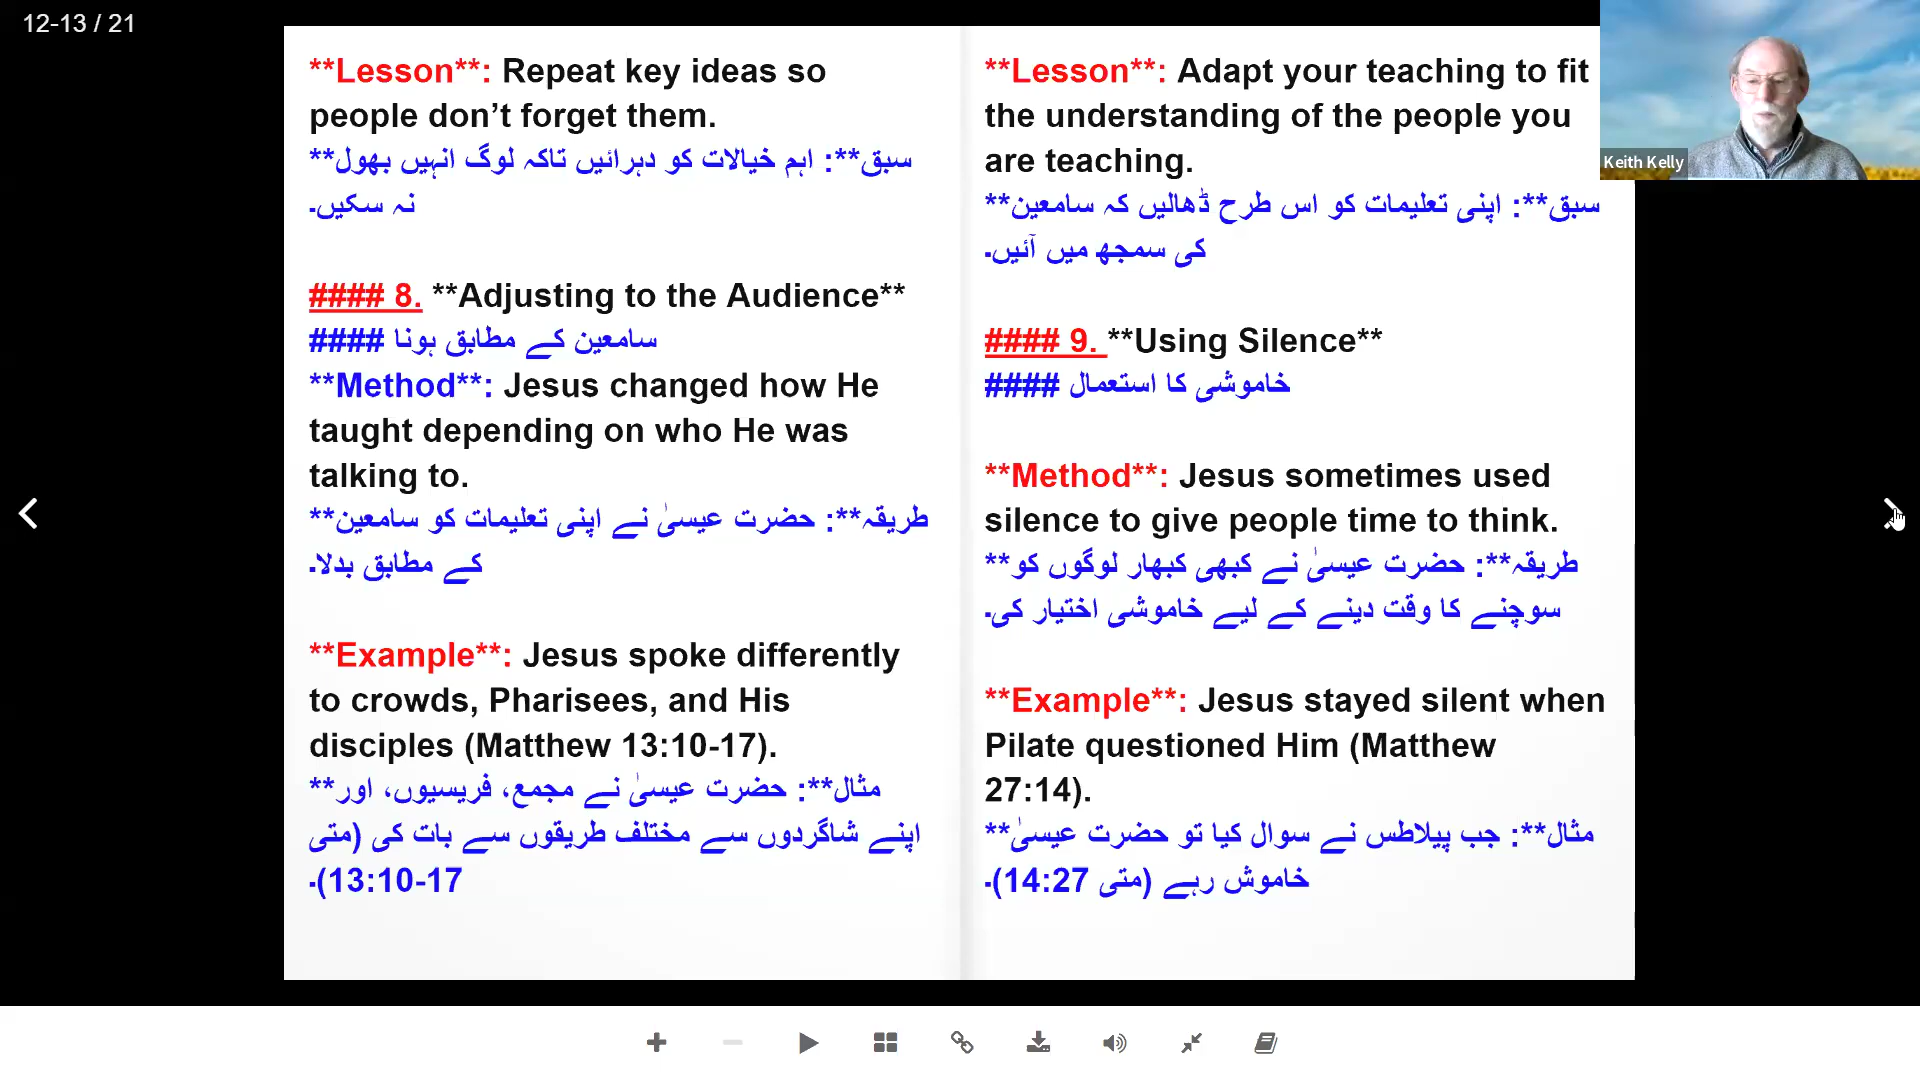 12-13 / 21
**Lesson**: Repeat key ideas so
people don’t forget them.
**سبق**: اہم خیالات کو دہرائیں تاکہ لوگ انہیں بھول
نہ سکیں۔
#### 8. **Adjusting to the Audience**
#### سامعین کے مطابق ہونا
**Method**: Jesus changed how He
taught depending on who He was
talking to.
**طریقہ**: حضرت عیسیٰ نے اپنی تعلیمات کو سامعین
کے مطابق بدلا۔
**Example**: Jesus spoke differently
to crowds, Pharisees, and His
disciples (Matthew 13:10-17).
**مثال**: حضرت عیسیٰ نے مجمع، فریسیوں، اور
اپنے شاگردوں سے مختلف طریقوں سے بات کی (متی
13:10-17)۔
**Lesson**: Adapt your teaching to fit
the understanding of the people you
are teaching.
**سبق**: اپنی تعلیمات کو اس طرح ڈھالیں کہ سامعین
کی سمجھ میں آئیں۔
#### 9. **Using Silence**
#### خاموشی کا استعمال
**Method**: Jesus sometimes used
silence to give people time to think.
**طریقہ**: حضرت عیسیٰ نے کبھی کبھار لوگوں کو
سوچنے کا وقت دینے کے لیے خاموشی اختیار کی۔
**Example**: Jesus stayed silent when
Pilate questioned Him (Matthew
27:14).
**مثال**: جب پیلاطس نے سوال کیا تو حضرت عیسیٰ
خاموش رہے (متی 14:27)۔
Keith Kelly